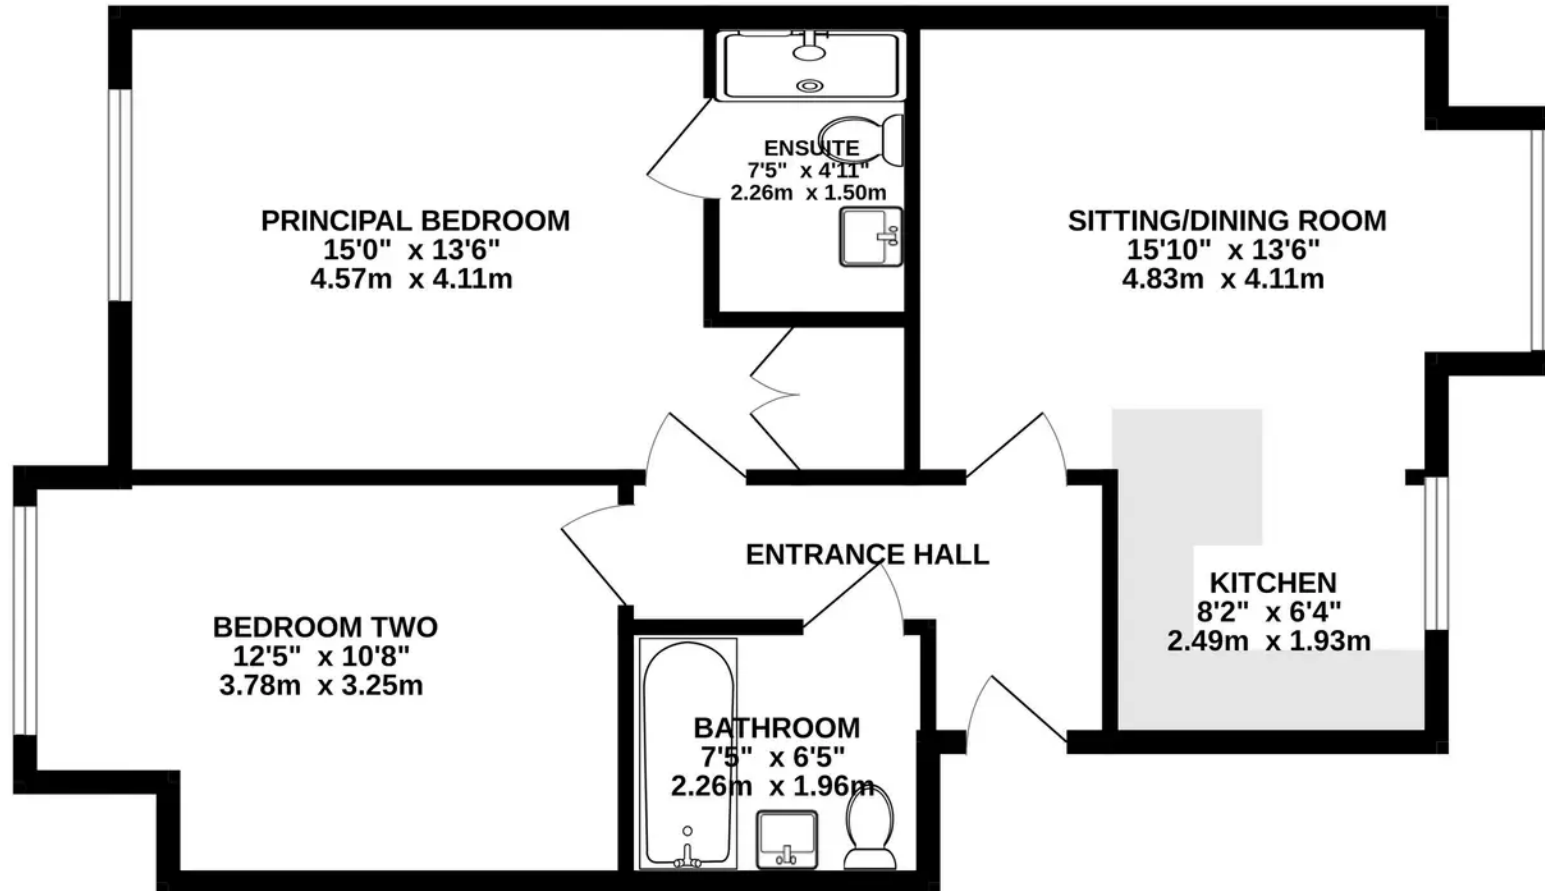 PRINCIPAL BEDROOM
15'0" x 13'6"
4.57m x 4.11m
ENSUITE
7'5" x 4'11"
2.26m x 1.50m
SITTING/DINING ROOM
15'10" x 13'6"
4.83m x 4.11m
ENTRANCE HALL
KITCHEN
8'2" x 6'4"
2.49m x 1.93m
BEDROOM TWO
12'5" x 10'8"
3.78m x 3.25m
BATHROOM
7'5" x 6'5"
2.26m x 1.96m